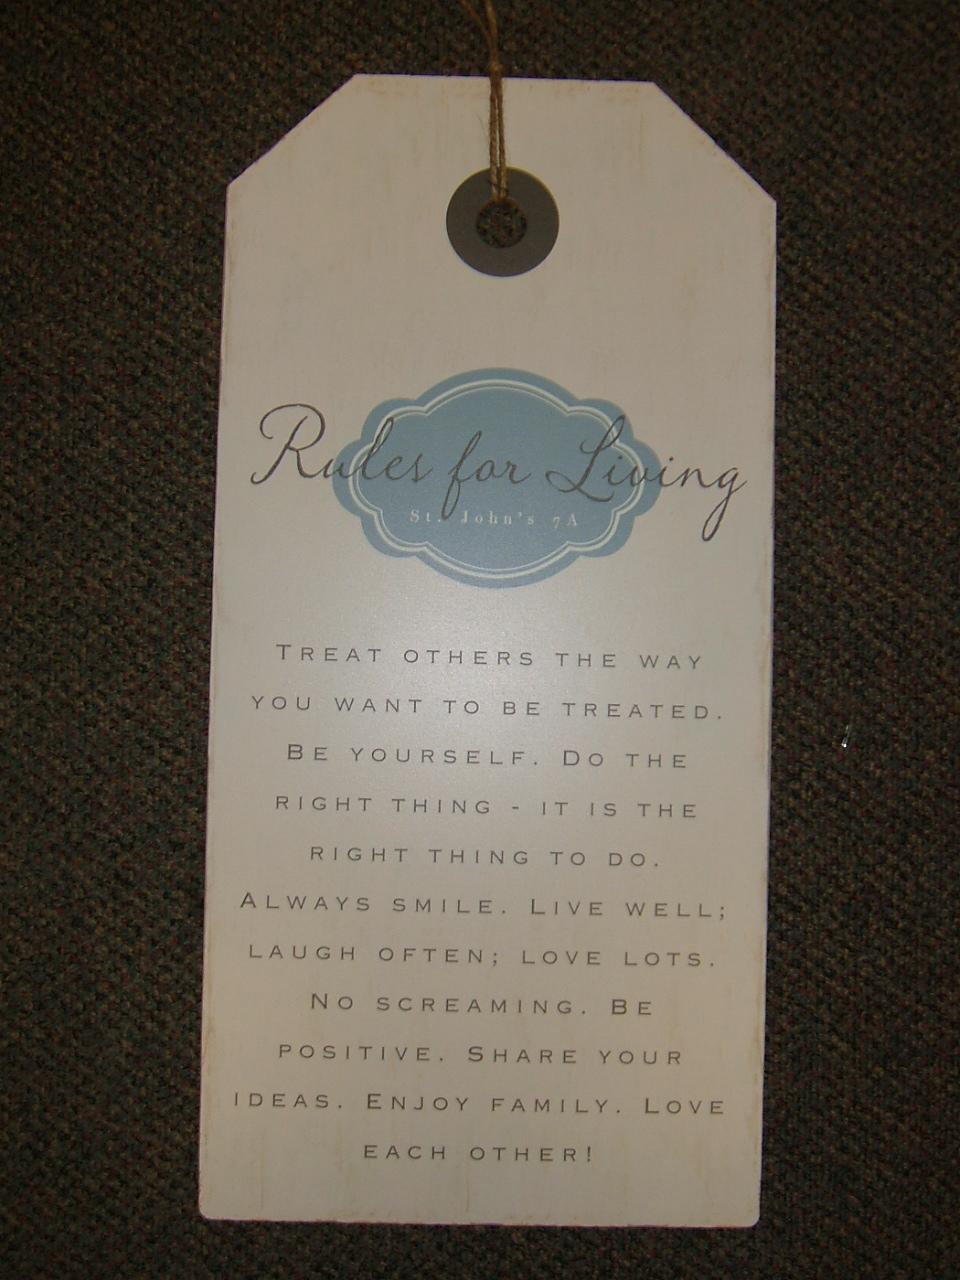 Rules for Living
St. John's 7A
TREAT OTHERS THE WAY
YOU WANT TO BE TREATED.
BE YOURSELF. DO THE
RIGHT THING - IT IS THE
RIGHT THING TO DO.
ALWAYS SMILE. LIVE WELL;
LAUGH OFTEN; LOVE LOTS.
NO SCREAMING. BE
POSITIVE. SHARE YOUR
IDEAS. ENJOY FAMILY. LOVE
EACH OTHER!